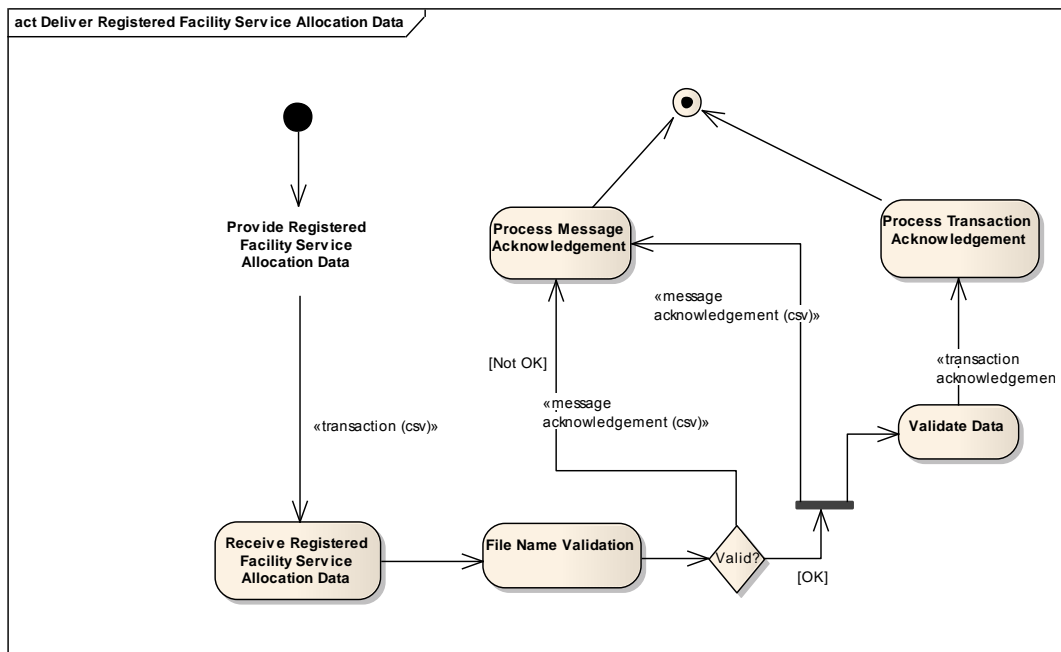 act Deliver Registered Facility Service Allocation Data
Provide Registered
Facility Service
Allocation Data
Process Message
Acknowledgement
Process Transaction
Acknowledgement
«message
acknowledgement (csv)»
[Not OK]
«transaction
acknowledgemen
«message
acknowledgement (csv)»
«transaction (csv)»
Validate Data
Receive Registered
Facility Service
Allocation Data
File Name Validation
Valid?
[OK]